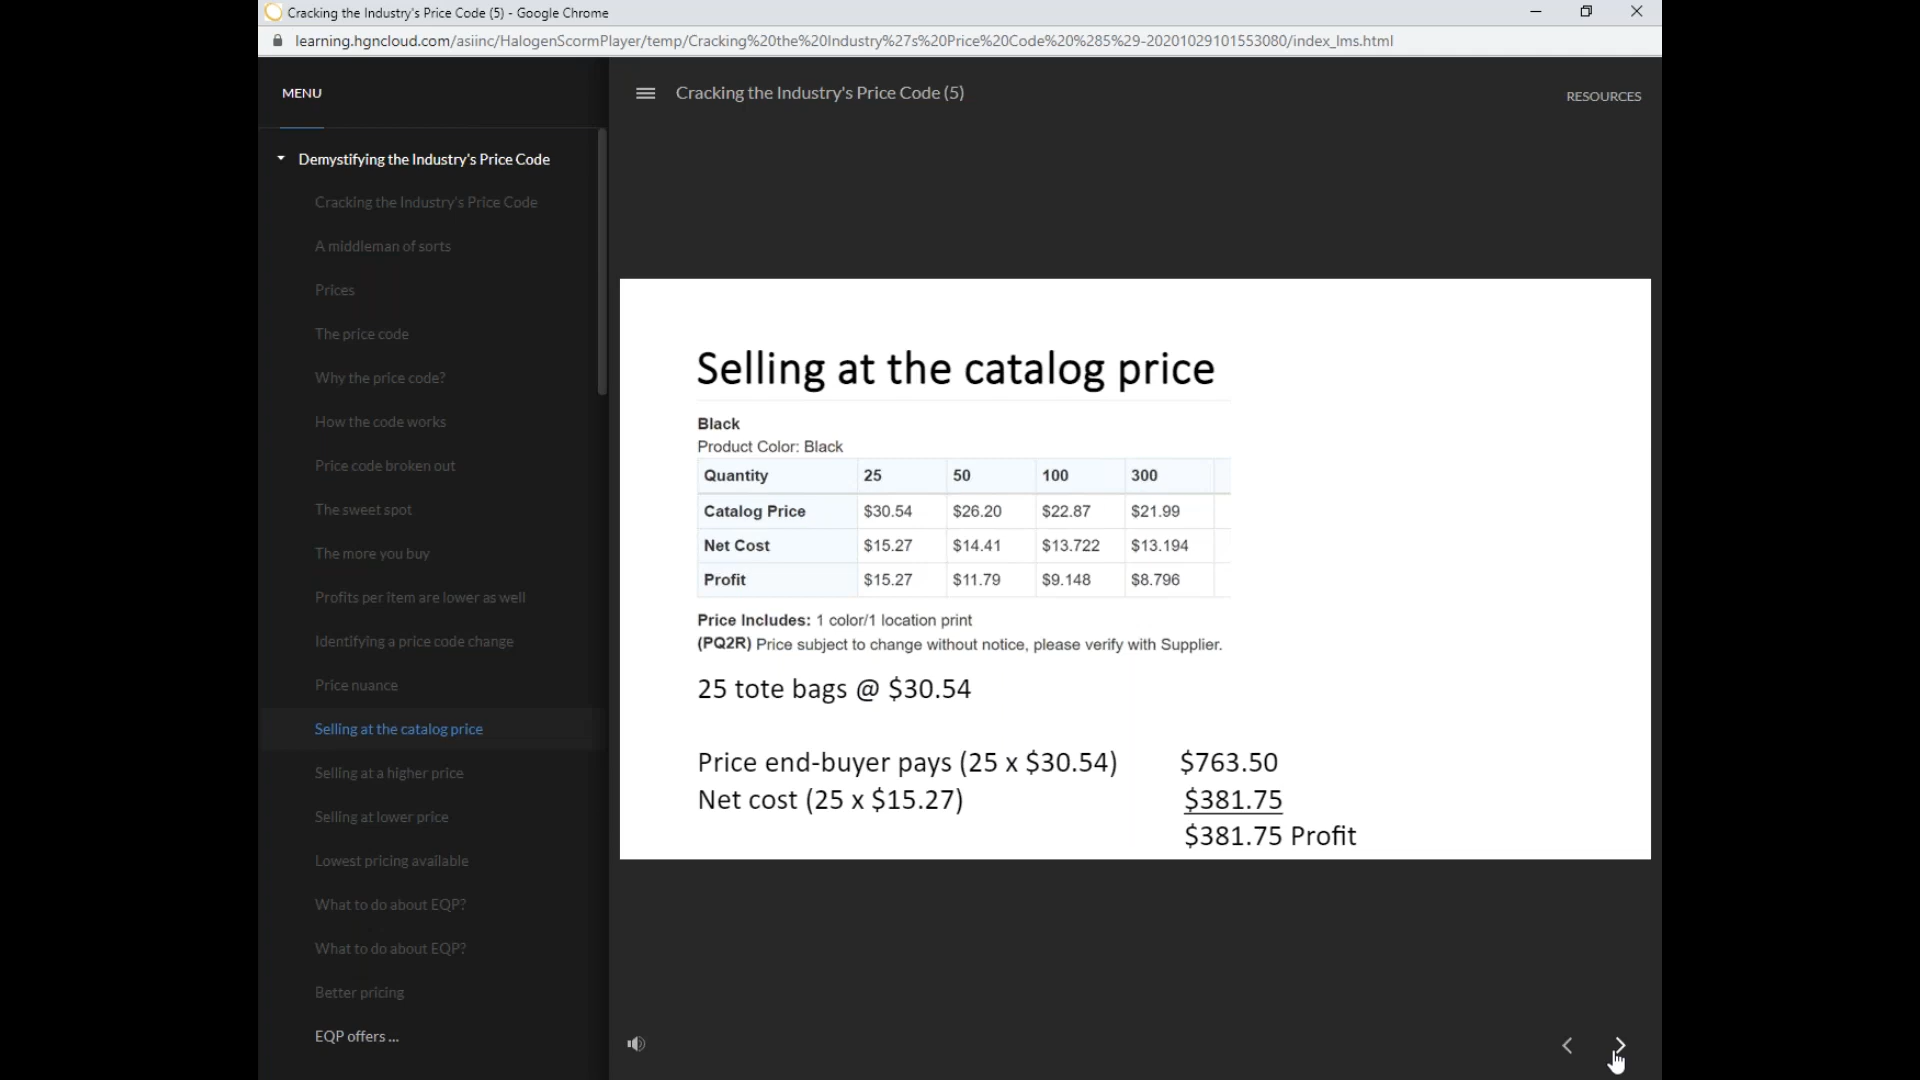 Cracking the Industry's Price Code (5) - Google Chrome
learning.hgncloud.com/asiinc/HalogenScormPlayer/temp/Cracking%20the%20Industry%27s%20Price%20Code%20%285%29-20201029101553080/index_lms.html
MENU
Cracking the Industry's Price Code (5)
RESOURCES
Demystifying the Industry's Price Code
Cracking the Industry's Price Code
A middleman of sorts
Prices
The price code
Why the price code?
How the code works
Price code broken out
The sweet spot
The more you buy
Profits per item are lower as well
Identifying a price code change
Price nuance
Selling at the catalog price
Selling at a higher price
Selling at lower price
Lowest pricing available
What to do about EQP?
What to do about EQP?
Better pricing
EQP offers ...
Selling at the catalog price
Black
Product Color: Black
Quantity 25 50 100 300
Catalog Price $30.54 $26.20 $22.87 $21.99
Net Cost $15.27 $14.41 $13.722 $13.194
Profit $15.27 $11.79 $9.148 $8.796
Price Includes: 1 color/1 location print
(PQ2R) Price subject to change without notice, please verify with Supplier.
25 tote bags @ $30.54
Price end-buyer pays (25 x $30.54) $763.50
Net cost (25 x $15.27) $381.75
$381.75 Profit